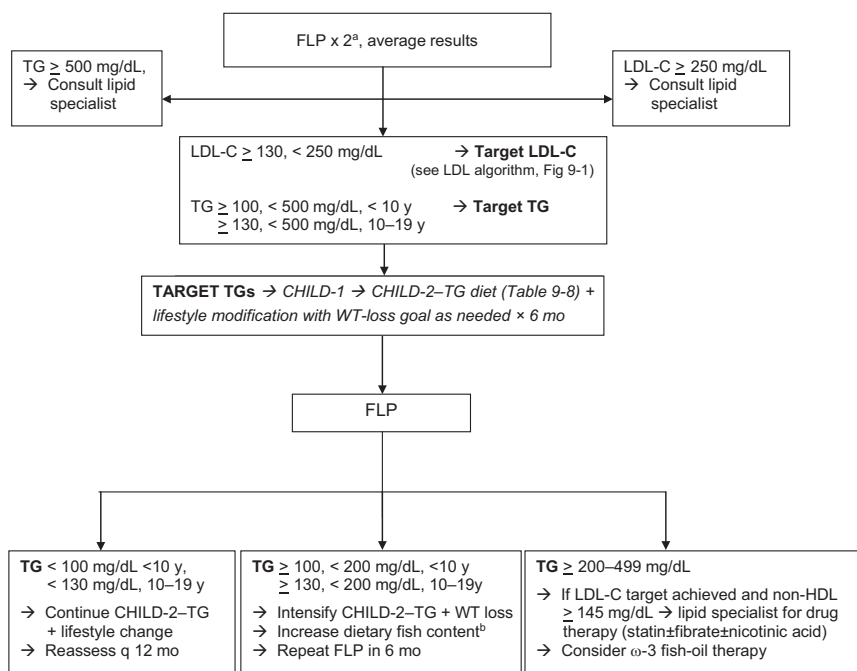 FLP x 2ᵃ, average results
TG ≥ 500 mg/dL,
→ Consult lipid
specialist
LDL-C ≥ 250 mg/dL
→ Consult lipid
specialist
LDL-C ≥ 130, < 250 mg/dL → Target LDL-C
(see LDL algorithm, Fig 9-1)
TG ≥ 100, < 500 mg/dL, < 10 y → Target TG
≥ 130, < 500 mg/dL, 10–19 y
TARGET TGs → CHILD-1 → CHILD-2–TG diet (Table 9-8) +
lifestyle modification with WT-loss goal as needed × 6 mo
FLP
TG < 100 mg/dL <10 y,
< 130 mg/dL, 10–19 y
→ Continue CHILD-2–TG
+ lifestyle change
→ Reassess q 12 mo
TG ≥ 100, < 200 mg/dL, <10 y
≥ 130, < 200 mg/dL, 10–19y
→ Intensify CHILD-2–TG + WT loss
→ Increase dietary fish contentᵇ
→ Repeat FLP in 6 mo
TG ≥ 200–499 mg/dL
→ If LDL-C target achieved and non-HDL
≥ 145 mg/dL → lipid specialist for drug
therapy (statin±fibrate±nicotinic acid)
→ Consider ω-3 fish-oil therapy